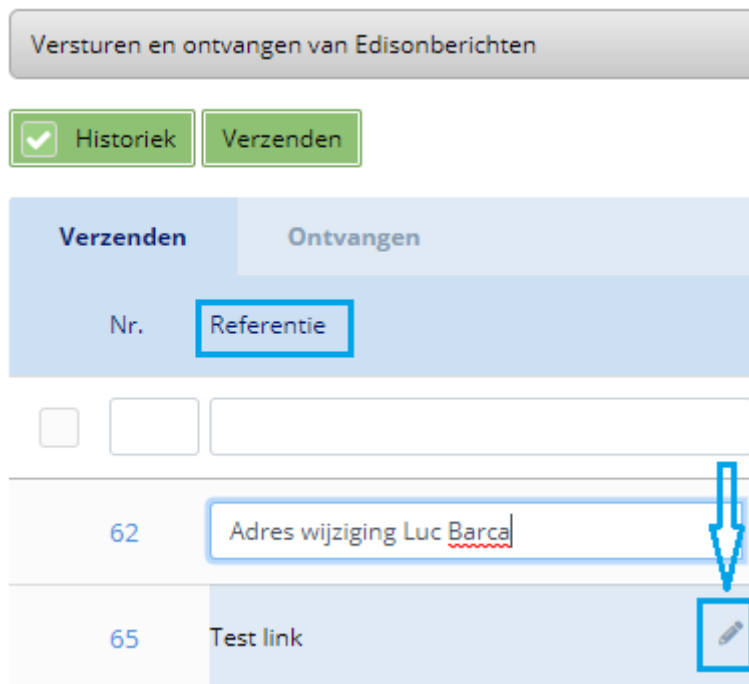 Versturen en ontvangen van Edisonberichten
Historiek Verzenden
Verzenden Ontvangen
Nr. Referentie
62 Adres wijziging Luc Barca
65 Test link